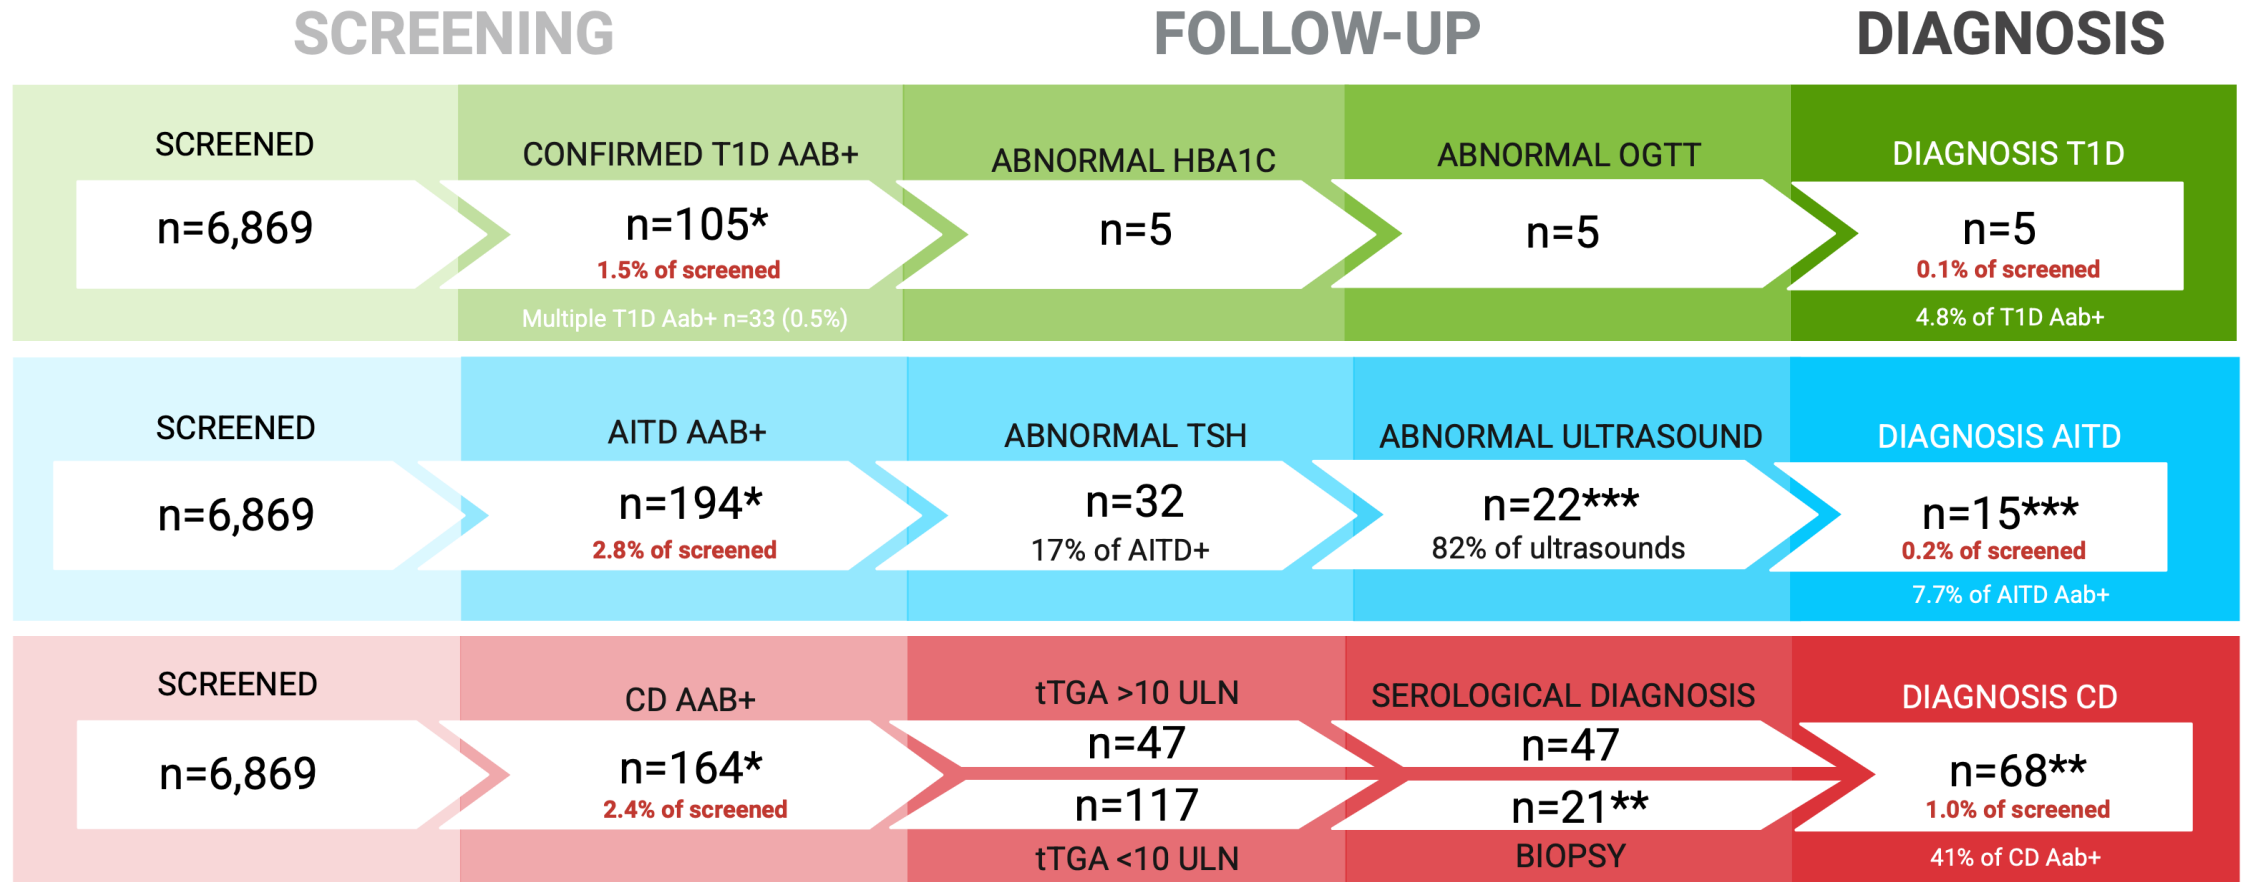 SCREENING
FOLLOW-UP
DIAGNOSIS
SCREENED
n=6,869
CONFIRMED T1D AAB+
n=105*
1.5% of screened
Multiple T1D Aab+ n=33 (0.5%)
ABNORMAL HBA1C
n=5
ABNORMAL OGTT
n=5
DIAGNOSIS T1D
n=5
0.1% of screened
4.8% of T1D Aab+
SCREENED
n=6,869
AITD AAB+
n=194*
2.8% of screened
ABNORMAL TSH
n=32
17% of AITD+
ABNORMAL ULTRASOUND
n=22***
82% of ultrasounds
DIAGNOSIS AITD
n=15***
0.2% of screened
7.7% of AITD Aab+
SCREENED
n=6,869
CD AAB+
n=164*
2.4% of screened
tTGA >10 ULN
n=47
n=117
tTGA <10 ULN
SEROLOGICAL DIAGNOSIS
n=47
n=21**
BIOPSY
DIAGNOSIS CD
n=68**
1.0% of screened
41% of CD Aab+